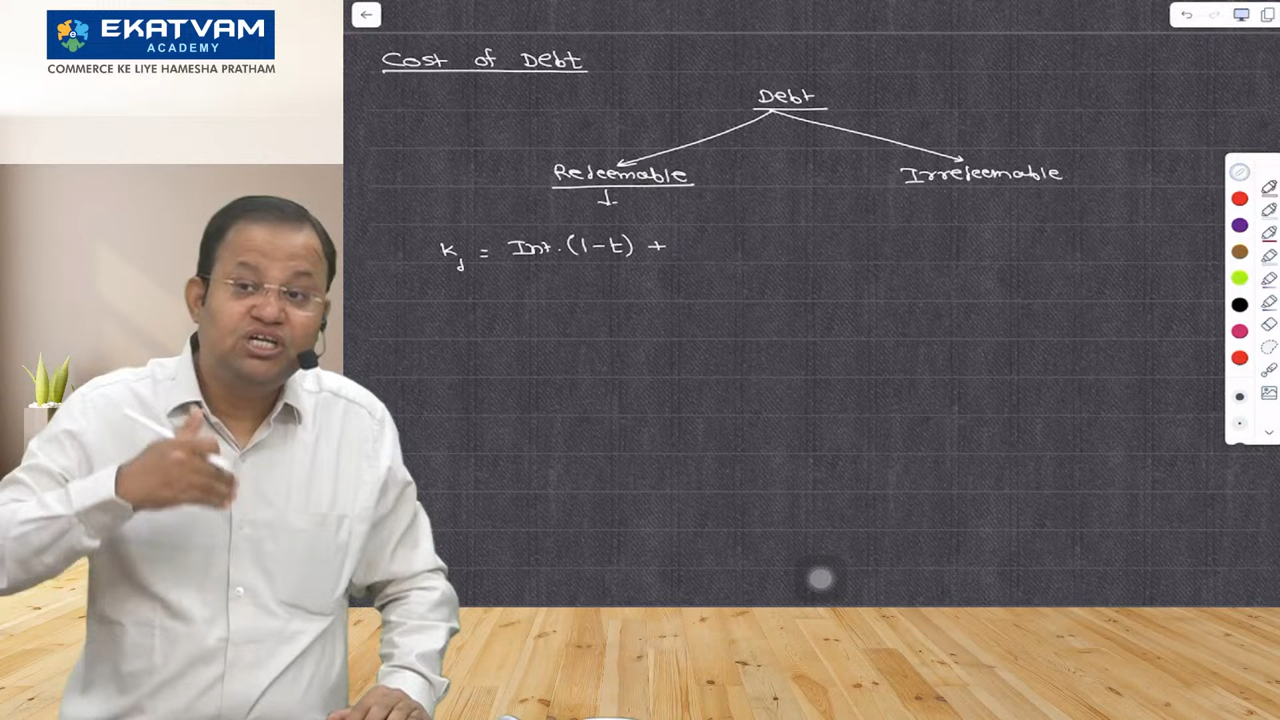 EKATVAM
ACADEMY
COMMERCE KE LIYE HAMESHA PRATHAM
Cost of Debt
Debt
Redeemable
Irredeemable
Kd = Int. (1-t) +